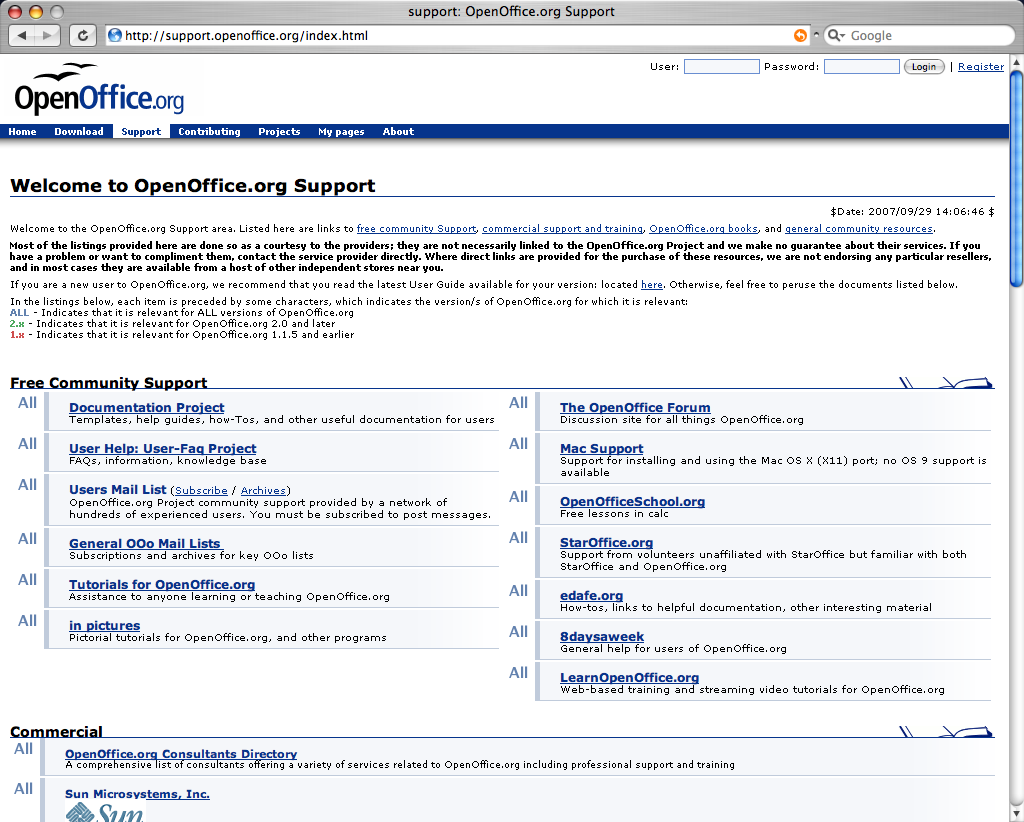 support: OpenOffice.org Support
http://support.openoffice.org/index.html
Google
User: Password: Login | Register
OpenOffice.org
Home Download Support Contributing Projects My pages About
Welcome to OpenOffice.org Support
$Date: 2007/09/29 14:06:46 $
Welcome to the OpenOffice.org Support area. Listed here are links to free community Support, commercial support and training, OpenOffice.org books, and general community resources.
Most of the listings provided here are done so as a courtesy to the providers; they are not necessarily linked to the OpenOffice.org Project and we make no guarantee about their services. If you
have a problem or want to compliment them, contact the service provider directly. Where direct links are provided for the purchase of these resources, we are not endorsing any particular resellers,
and in most cases they are available from a host of other independent stores near you.
If you are a new user to OpenOffice.org, we recommend that you read the latest User Guide available for your version: located here. Otherwise, feel free to peruse the documents listed below.
In the listings below, each item is preceded by some characters, which indicates the version/s of OpenOffice.org for which it is relevant:
ALL - Indicates that it is relevant for ALL versions of OpenOffice.org
2.x - Indicates that it is relevant for OpenOffice.org 2.0 and later
1.x - Indicates that it is relevant for OpenOffice.org 1.1.5 and earlier
Free Community Support
All Documentation Project
Templates, help guides, how-Tos, and other useful documentation for users
All User Help: User-Faq Project
FAQs, information, knowledge base
All Users Mail List (Subscribe / Archives)
OpenOffice.org Project community support provided by a network of
hundreds of experienced users. You must be subscribed to post messages.
All General OOo Mail Lists
Subscriptions and archives for key OOo lists
All Tutorials for OpenOffice.org
Assistance to anyone learning or teaching OpenOffice.org
All in pictures
Pictorial tutorials for OpenOffice.org, and other programs
All The OpenOffice Forum
Discussion site for all things OpenOffice.org
All Mac Support
Support for installing and using the Mac OS X (X11) port; no OS 9 support is
available
All OpenOfficeSchool.org
Free lessons in calc
All StarOffice.org
Support from volunteers unaffiliated with StarOffice but familiar with both
StarOffice and OpenOffice.org
All edafe.org
How-tos, links to helpful documentation, other interesting material
All 8daysaweek
General help for users of OpenOffice.org
All LearnOpenOffice.org
Web-based training and streaming video tutorials for OpenOffice.org
Commercial
All OpenOffice.org Consultants Directory
A comprehensive list of consultants offering a variety of services related to OpenOffice.org including professional support and training
All Sun Microsystems, Inc.
Sun